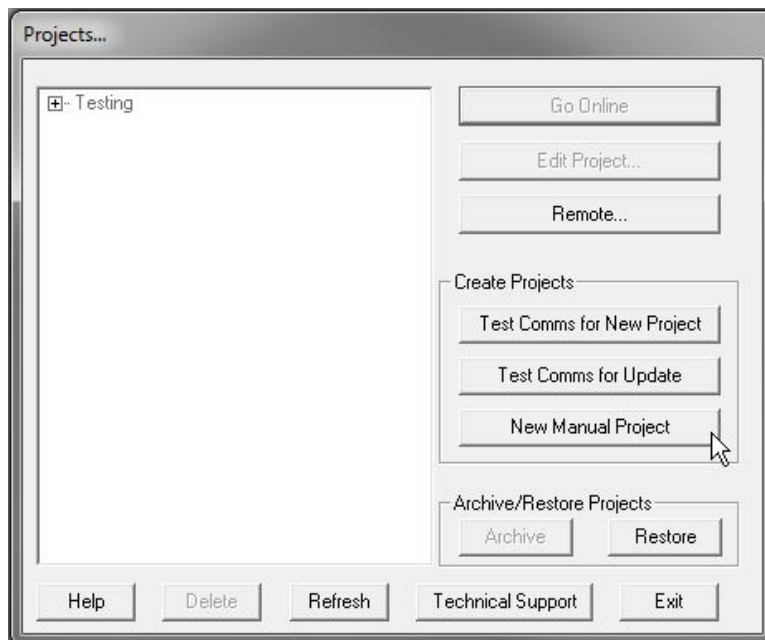 Projects...
Testing
Go Online
Edit Project...
Remote...
Create Projects
Test Comms for New Project
Test Comms for Update
New Manual Project
Archive/Restore Projects
Archive Restore
Help Delete Refresh Technical Support Exit